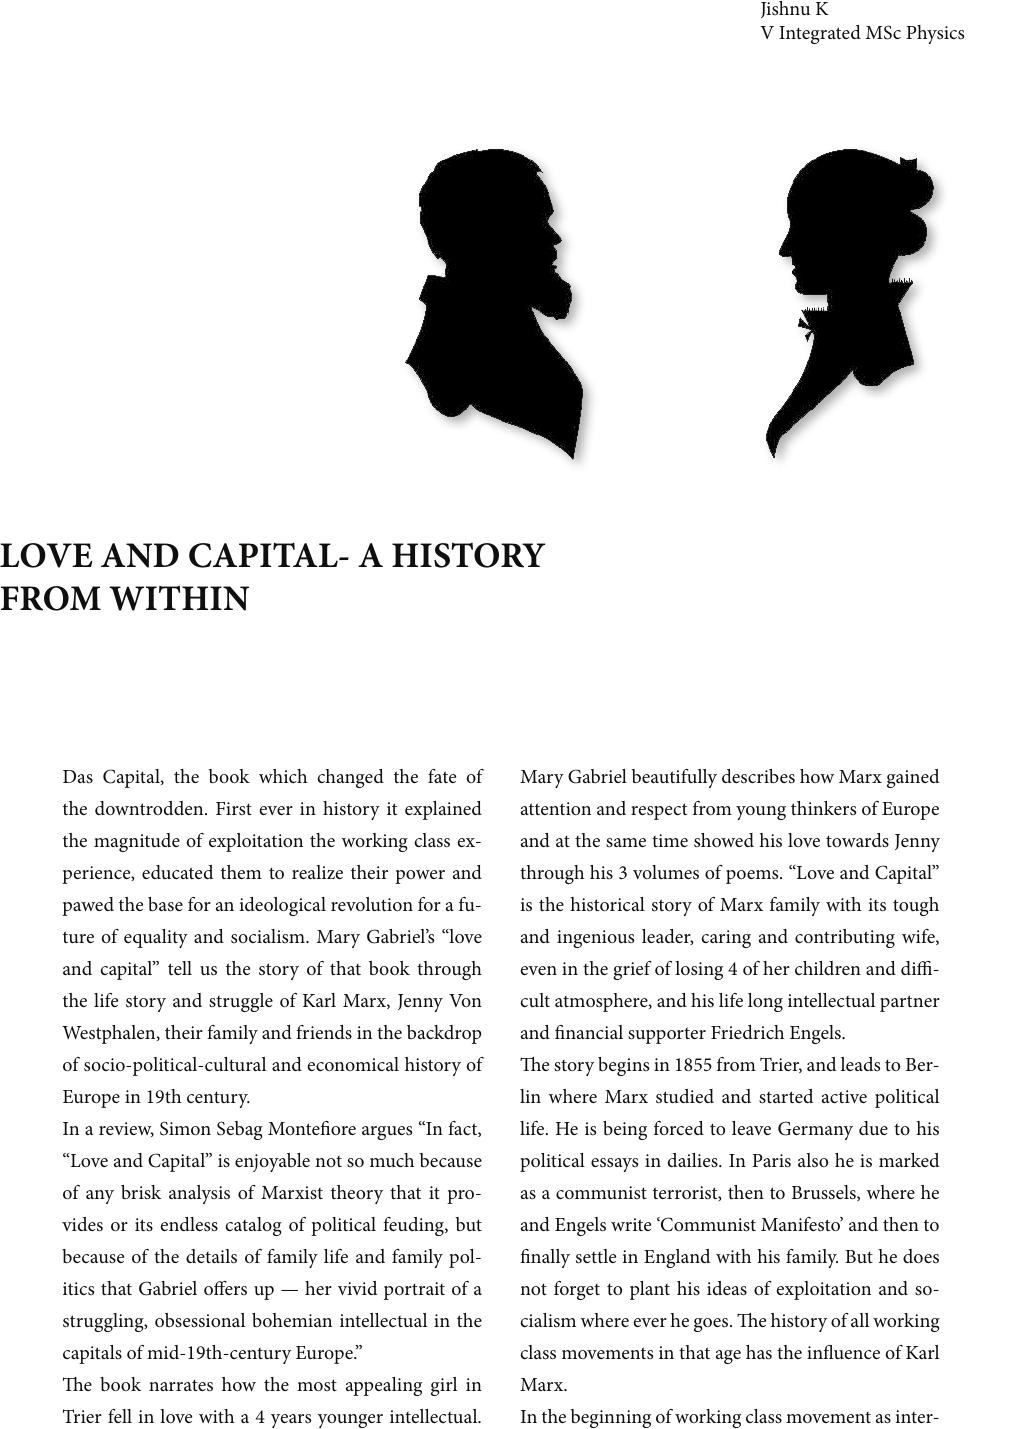 Jishnu K
V Integrated MSc Physics
LOVE AND CAPITAL- A HISTORY
FROM WITHIN
Das Capital, the book which changed the fate of
the downtrodden. First ever in history it explained
the magnitude of exploitation the working class ex-
perience, educated them to realize their power and
pawed the base for an ideological revolution for a fu-
ture of equality and socialism. Mary Gabriel’s “love
and capital” tell us the story of that book through
the life story and struggle of Karl Marx, Jenny Von
Westphalen, their family and friends in the backdrop
of socio-political-cultural and economical history of
Europe in 19th century.
In a review, Simon Sebag Montefiore argues “In fact,
“Love and Capital” is enjoyable not so much because
of any brisk analysis of Marxist theory that it pro-
vides or its endless catalog of political feuding, but
because of the details of family life and family pol-
itics that Gabriel offers up — her vivid portrait of a
struggling, obsessional bohemian intellectual in the
capitals of mid-19th-century Europe.”
The book narrates how the most appealing girl in
Trier fell in love with a 4 years younger intellectual.
Mary Gabriel beautifully describes how Marx gained
attention and respect from young thinkers of Europe
and at the same time showed his love towards Jenny
through his 3 volumes of poems. “Love and Capital”
is the historical story of Marx family with its tough
and ingenious leader, caring and contributing wife,
even in the grief of losing 4 of her children and diffi-
cult atmosphere, and his life long intellectual partner
and financial supporter Friedrich Engels.
The story begins in 1855 from Trier, and leads to Ber-
lin where Marx studied and started active political
life. He is being forced to leave Germany due to his
political essays in dailies. In Paris also he is marked
as a communist terrorist, then to Brussels, where he
and Engels write ‘Communist Manifesto’ and then to
finally settle in England with his family. But he does
not forget to plant his ideas of exploitation and so-
cialism where ever he goes. The history of all working
class movements in that age has the influence of Karl
Marx.
In the beginning of working class movement as inter-